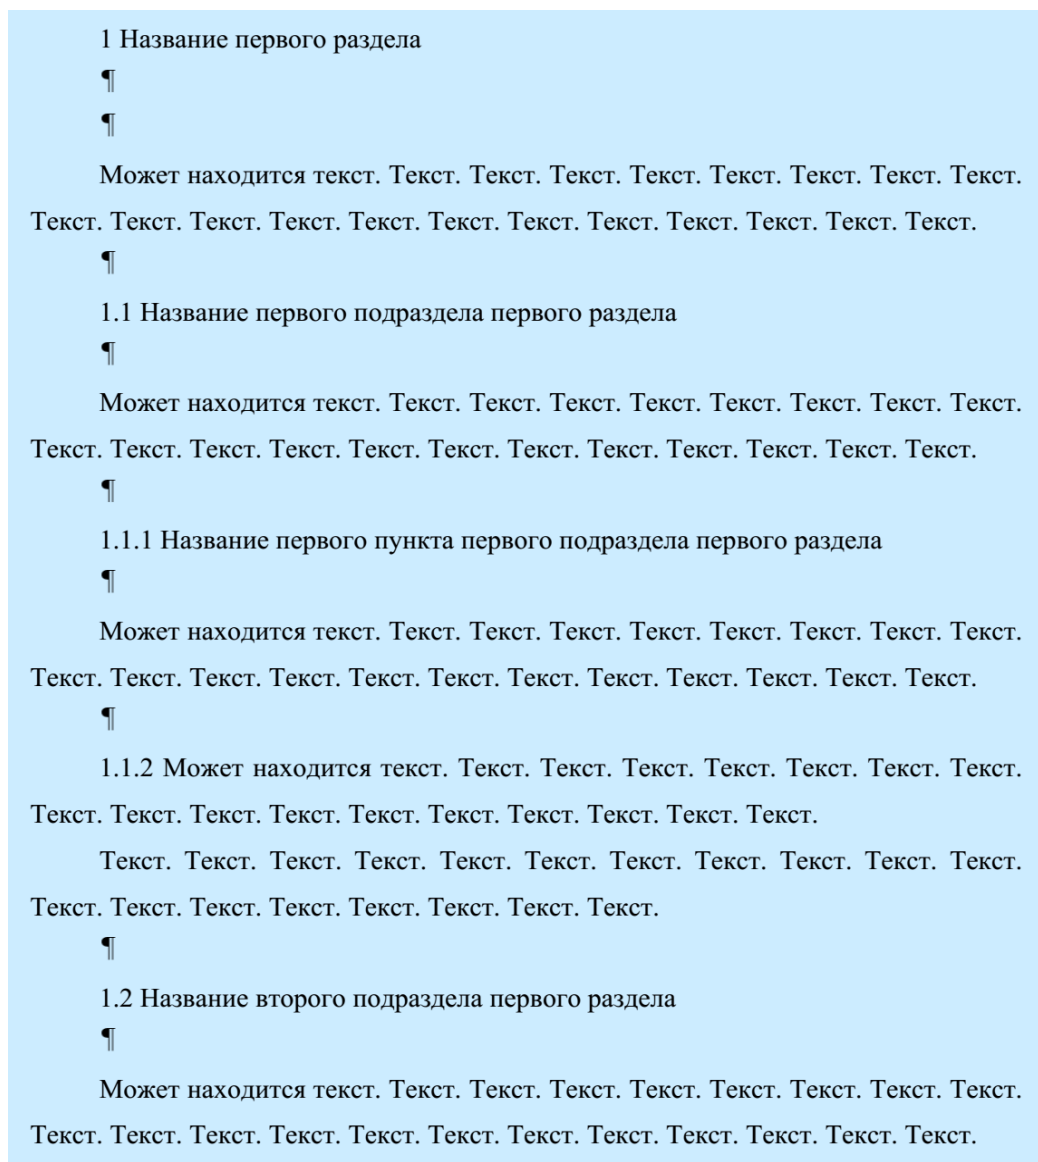 1 Название первого раздела
¶
¶
Может находится текст. Текст. Текст. Текст. Текст. Текст. Текст. Текст. Текст.
Текст. Текст. Текст. Текст. Текст. Текст. Текст. Текст. Текст. Текст. Текст. Текст.
¶
1.1 Название первого подраздела первого раздела
¶
Может находится текст. Текст. Текст. Текст. Текст. Текст. Текст. Текст. Текст.
Текст. Текст. Текст. Текст. Текст. Текст. Текст. Текст. Текст. Текст. Текст. Текст.
¶
1.1.1 Название первого пункта первого подраздела первого раздела
¶
Может находится текст. Текст. Текст. Текст. Текст. Текст. Текст. Текст. Текст.
Текст. Текст. Текст. Текст. Текст. Текст. Текст. Текст. Текст. Текст. Текст. Текст.
¶
1.1.2 Может находится текст. Текст. Текст. Текст. Текст. Текст. Текст. Текст.
Текст. Текст. Текст. Текст. Текст. Текст. Текст. Текст. Текст. Текст.
Текст. Текст. Текст. Текст. Текст. Текст. Текст. Текст. Текст. Текст. Текст.
Текст. Текст. Текст. Текст. Текст. Текст. Текст. Текст.
¶
1.2 Название второго подраздела первого раздела
¶
Может находится текст. Текст. Текст. Текст. Текст. Текст. Текст. Текст. Текст.
Текст. Текст. Текст. Текст. Текст. Текст. Текст. Текст. Текст. Текст. Текст. Текст.